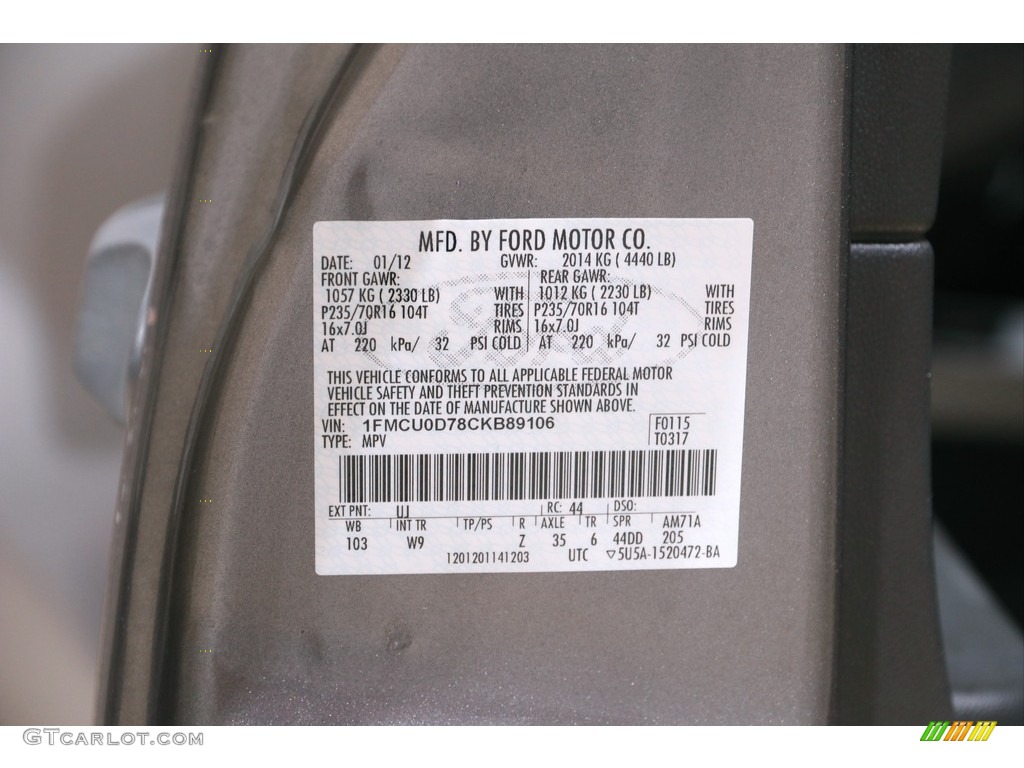 MFD. BY FORD MOTOR CO.
DATE: 01/12 GVWR: 2014 KG ( 4440 LB)
FRONT GAWR: REAR GAWR:
1057 KG ( 2330 LB) WITH 1012 KG ( 2230 LB) WITH
P235/70R16 104T TIRES P235/70R16 104T TIRES
16x7.0J RIMS 16x7.0J RIMS
AT 220 kPa/ 32 PSI COLD AT 220 kPa/ 32 PSI COLD
Ford
THIS VEHICLE CONFORMS TO ALL APPLICABLE FEDERAL MOTOR
VEHICLE SAFETY AND THEFT PREVENTION STANDARDS IN
EFFECT ON THE DATE OF MANUFACTURE SHOWN ABOVE.
VIN: 1FMCU0D78CKB89106 F0115
TYPE: MPV T0317
EXT PNT: UJ RC: 44 DSO:
WB INT TR TP/PS R AXLE TR SPR AM71A
103 W9 Z 35 6 44DD 205
1201201141203 UTC ▽5U5A-1520472-BA
GTcarlot.com